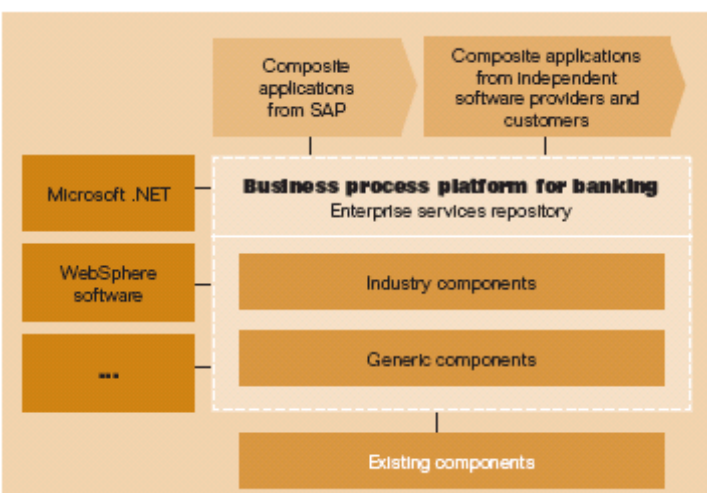 Composite
applications
from SAP
Composite applications
from independent
software providers and
customers
Microsoft .NET
Business process platform for banking
Enterprise services repository
WebSphere
software
Industry components
...
Generic components
Existing components